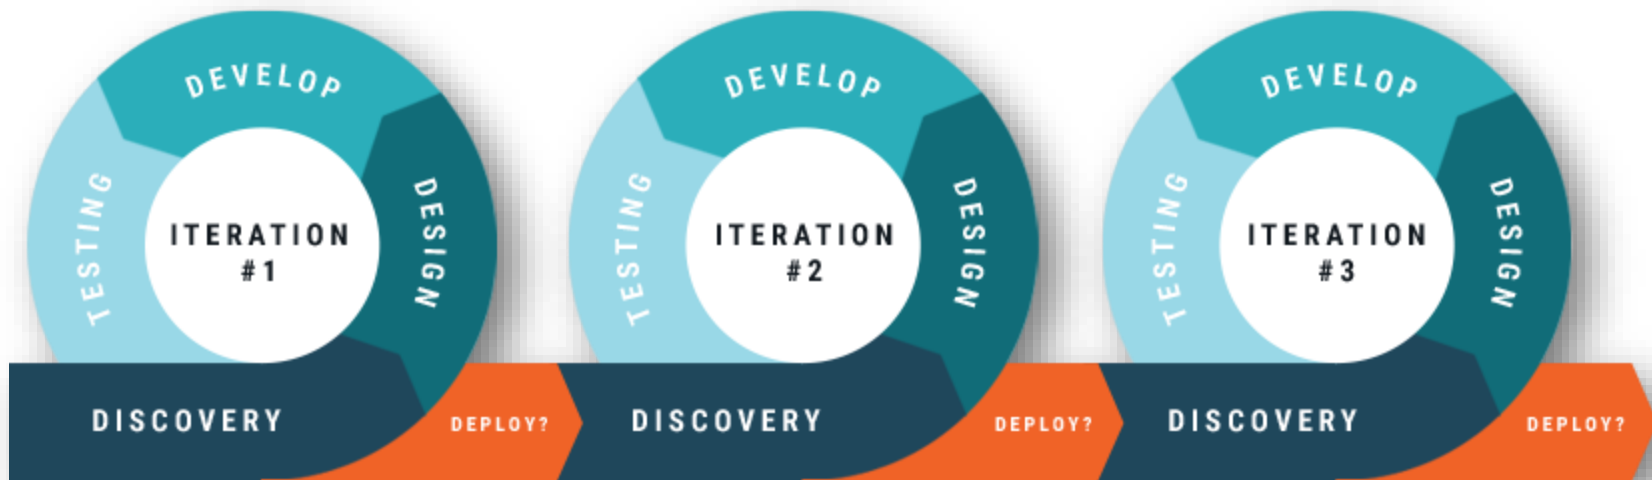 DEVELOP
DESIGN
TESTING
ITERATION
#1
DISCOVERY
DEPLOY?
DEVELOP
DESIGN
TESTING
ITERATION
#2
DISCOVERY
DEPLOY?
DEVELOP
DESIGN
TESTING
ITERATION
#3
DISCOVERY
DEPLOY?